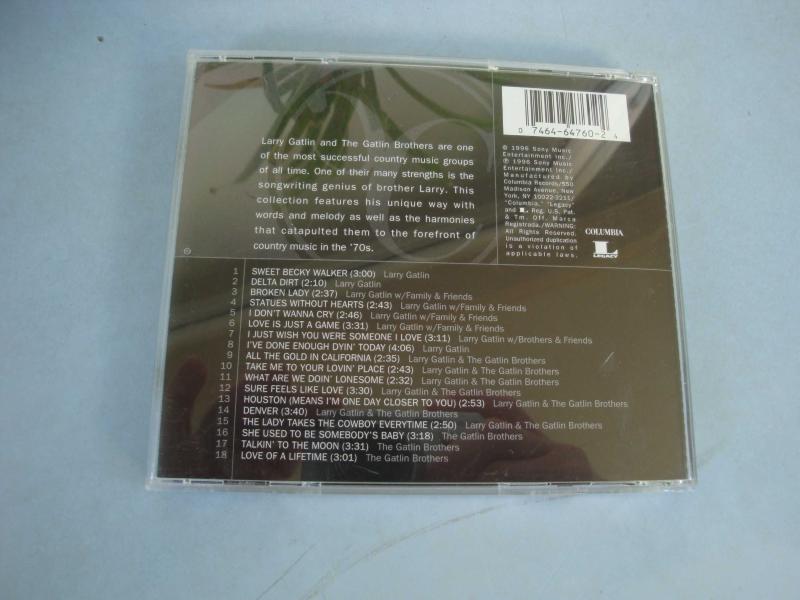 Larry Gatlin and The Gatlin Brothers are one
of the most successful country music groups
of all time. One of their many strengths is the
songwriting genius of brother Larry. This
collection features his unique way with
words and melody as well as the harmonies
that catapulted them to the forefront of
country music in the '70s.
0 7464-64760-2 4
© 1996 Sony Music
Entertainment Inc./
℗ 1996 Sony Music
Entertainment Inc./
Manufactured by
Columbia Records/550
Madison Avenue, New
York, NY 10022-3211/
"Columbia," "Legacy"
and L, Reg. U.S. Pat.
& Tm. Off. Marca
Registrada./WARNING:
All Rights Reserved.
Unauthorized duplication
is a violation of
applicable laws.
COLUMBIA
L
LEGACY
1 SWEET BECKY WALKER (3:00) Larry Gatlin
2 DELTA DIRT (2:10) Larry Gatlin
3 BROKEN LADY (2:37) Larry Gatlin w/Family & Friends
4 STATUES WITHOUT HEARTS (2:43) Larry Gatlin w/Family & Friends
5 I DON'T WANNA CRY (2:46) Larry Gatlin w/Family & Friends
6 LOVE IS JUST A GAME (3:31) Larry Gatlin w/Family & Friends
7 I JUST WISH YOU WERE SOMEONE I LOVE (3:11) Larry Gatlin w/Brothers & Friends
8 I'VE DONE ENOUGH DYIN' TODAY (4:06) Larry Gatlin
9 ALL THE GOLD IN CALIFORNIA (2:35) Larry Gatlin & The Gatlin Brothers
10 TAKE ME TO YOUR LOVIN' PLACE (2:43) Larry Gatlin & The Gatlin Brothers
11 WHAT ARE WE DOIN' LONESOME (2:32) Larry Gatlin & The Gatlin Brothers
12 SURE FEELS LIKE LOVE (3:30) Larry Gatlin & The Gatlin Brothers
13 HOUSTON (MEANS I'M ONE DAY CLOSER TO YOU) (2:53) Larry Gatlin & The Gatlin Brothers
14 DENVER (3:40) Larry Gatlin & The Gatlin Brothers
15 THE LADY TAKES THE COWBOY EVERYTIME (2:50) Larry Gatlin & The Gatlin Brothers
16 SHE USED TO BE SOMEBODY'S BABY (3:18) The Gatlin Brothers
17 TALKIN' TO THE MOON (3:31) The Gatlin Brothers
18 LOVE OF A LIFETIME (3:01) The Gatlin Brothers